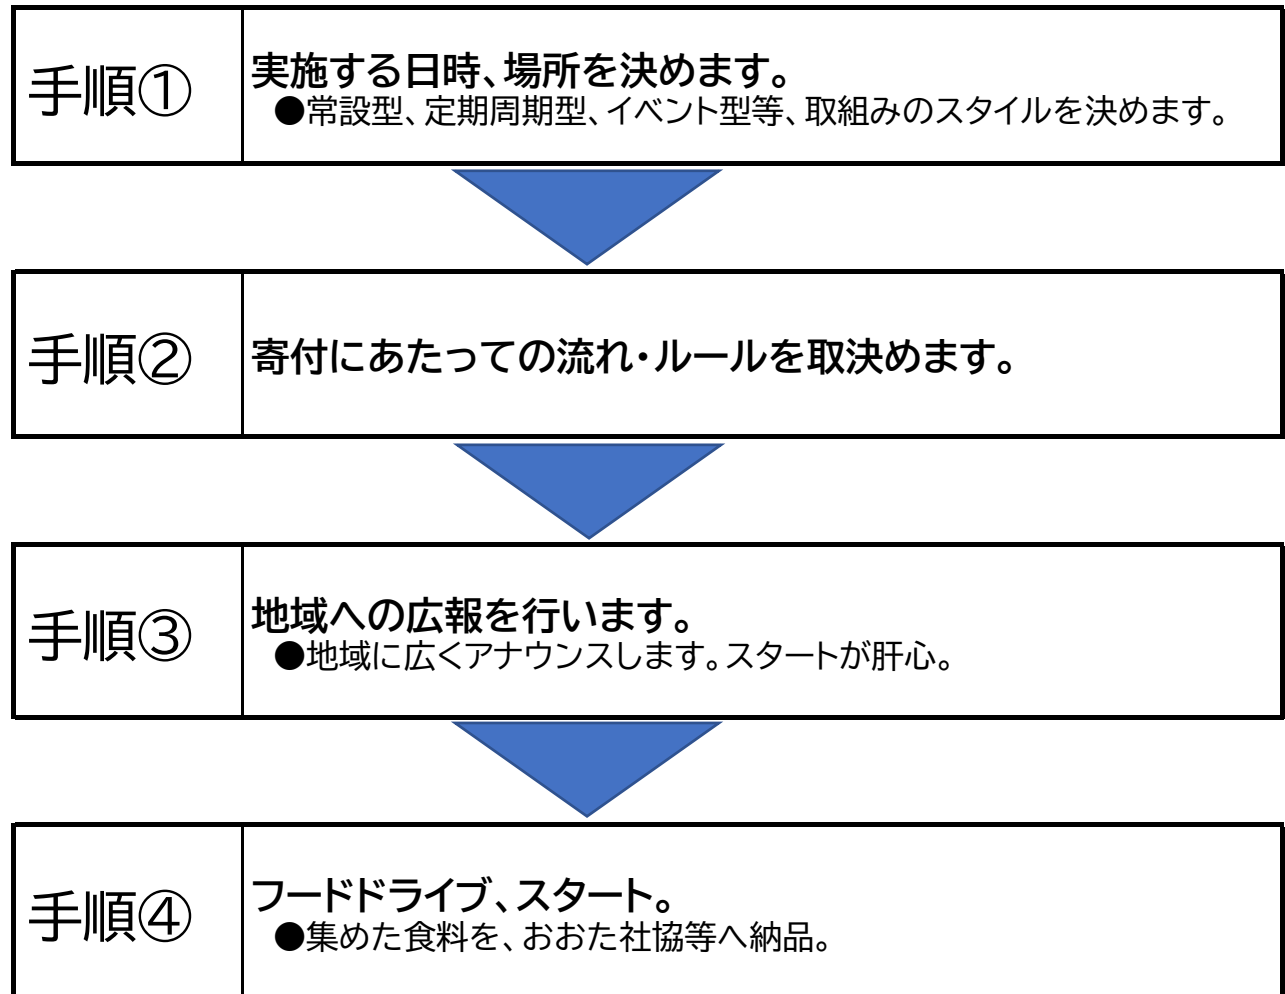 手順①
実施する日時、場所を決めます。
●常設型、定期周期型、イベント型等、取組みのスタイルを決めます。
手順②
寄付にあたっての流れ・ルールを取決めます。
手順③
地域への広報を行います。
●地域に広くアナウンスします。スタートが肝心。
手順④
フードドライブ、スタート。
●集めた食料を、おおた社協等へ納品。